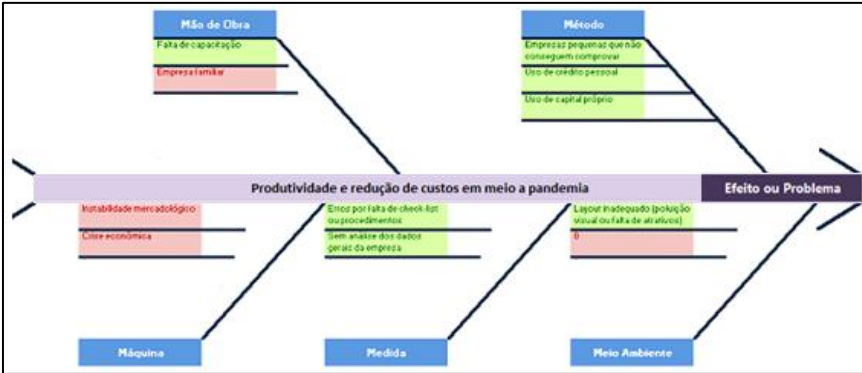 Mão de Obra
Falta de capacitação
Empresa familiar
Método
Empresas pequenas que não
conseguem comprovar
Uso de crédito pessoal
Uso de capital próprio
Produtividade e redução de custos em meio a pandemia
Efeito ou Problema
Instabilidade mercadológico
Crise econômica
Máquina
Erros por falta de check-list
ou procedimentos
Sem análise dos dados
gerais da empresa
Medida
Layout inadequado (poluição
visual ou falta de atrativos)
0
Meio Ambiente